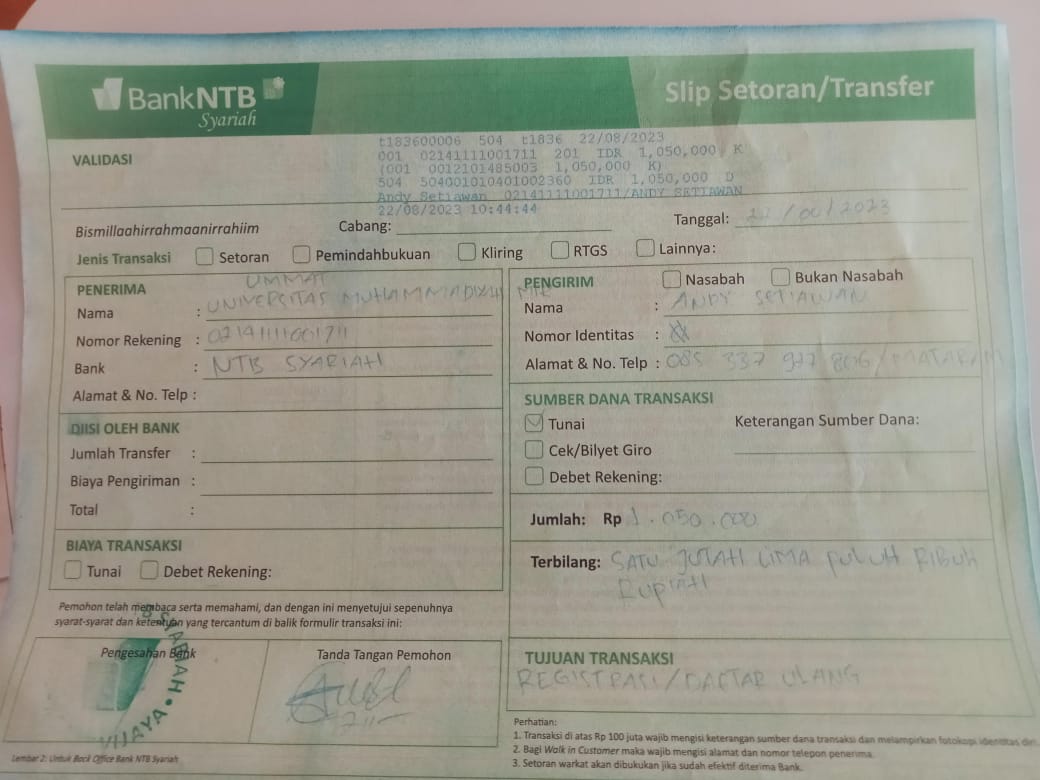 BankNTB
Syariah
Slip Setoran/Transfer
VALIDASI
t183600006 504 t1836 22/08/2023
001 02141111001711 201 IDR 1,050,000 K
(001 0012101485003 1,050,000 K)
504 504001010401002360 IDR 1,050,000 D
Andy Setiawan 02141111001711/ANDY SETIAWAN
22/08/2023 10:44:44
Bismillaahirrahmaanirrahiim
Cabang:
Tanggal: /2023
Jenis Transaksi
Setoran
Pemindahbukuan
Kliring
RTGS
Lainnya:
PENERIMA
UMMAT
Nama : UNIVERSITAS MUHAMMADIYAH MTR
Nomor Rekening : 02141111001711
Bank : NTB SYARIAH
Alamat & No. Telp :
DIISI OLEH BANK
Jumlah Transfer :
Biaya Pengiriman :
Total :
BIAYA TRANSAKSI
Tunai
Debet Rekening:
Pemohon telah membaca serta memahami, dan dengan ini menyetujui sepenuhnya
syarat-syarat dan ketentuan yang tercantum di balik formulir transaksi ini:
Pengesahan Bank
SYARIAH • VIJAYA
Tanda Tangan Pemohon
PENGIRIM
Nasabah
Bukan Nasabah
Nama : ANDY SETIAWAN
Nomor Identitas :
Alamat & No. Telp : 085 337 917 806/MATARAM
SUMBER DANA TRANSAKSI
Tunai
Keterangan Sumber Dana:
Cek/Bilyet Giro
Debet Rekening:
Jumlah: Rp 1.050.000
Terbilang: SATU JUTAH LIMA PULUH RIBUH
RUPIAH
TUJUAN TRANSAKSI
REGISTRASI/DAFTAR ULANG
Perhatian:
1. Transaksi di atas Rp 100 juta wajib mengisi keterangan sumber dana transaksi dan melampirkan fotokopi identitas diri.
2. Bagi Walk in Customer maka wajib mengisi alamat dan nomor telepon penerima.
3. Setoran warkat akan dibukukan jika sudah efektif diterima Bank.
Lembar 2: Untuk Back Office Bank NTB Syariah